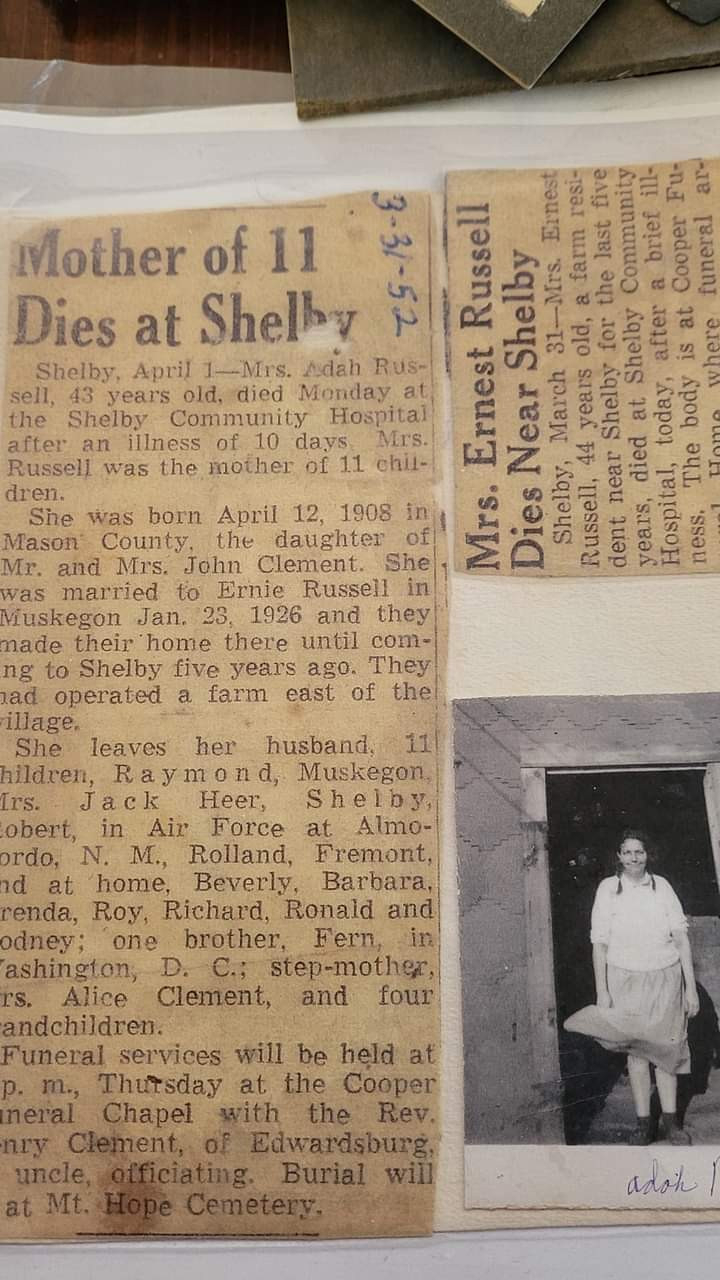 Mother of 11
Dies at Shelby
3-31-52
Shelby, April 1—Mrs. Adah Rus-
sell, 43 years old, died Monday at
the Shelby Community Hospital
after an illness of 10 days. Mrs.
Russell was the mother of 11 chil-
dren.
She was born April 12, 1908 in
Mason County, the daughter of
Mr. and Mrs. John Clement. She
was married to Ernie Russell in
Muskegon Jan. 23, 1926 and they
made their home there until com-
ng to Shelby five years ago. They
had operated a farm east of the
village.
She leaves her husband, 11
hildren, Raymond, Muskegon,
Mrs. Jack Heer, Shelby,
obert, in Air Force at Almo-
ordo, N. M., Rolland, Fremont,
nd at home, Beverly, Barbara,
renda, Roy, Richard, Ronald and
odney; one brother, Fern, in
Washington, D. C.; step-mother,
rs. Alice Clement, and four
andchildren.
Funeral services will be held at
p. m., Thursday at the Cooper
uneral Chapel with the Rev.
enry Clement, of Edwardsburg,
uncle, officiating. Burial will
at Mt. Hope Cemetery.
Mrs. Ernest Russell
Dies Near Shelby
Shelby, March 31—Mrs. Ernest
Russell, 44 years old, a farm resi-
dent near Shelby for the last five
years, died at Shelby Community
Hospital, today, after a brief ill-
ness. The body is at Cooper Fu-
Home where funeral ar-
adah